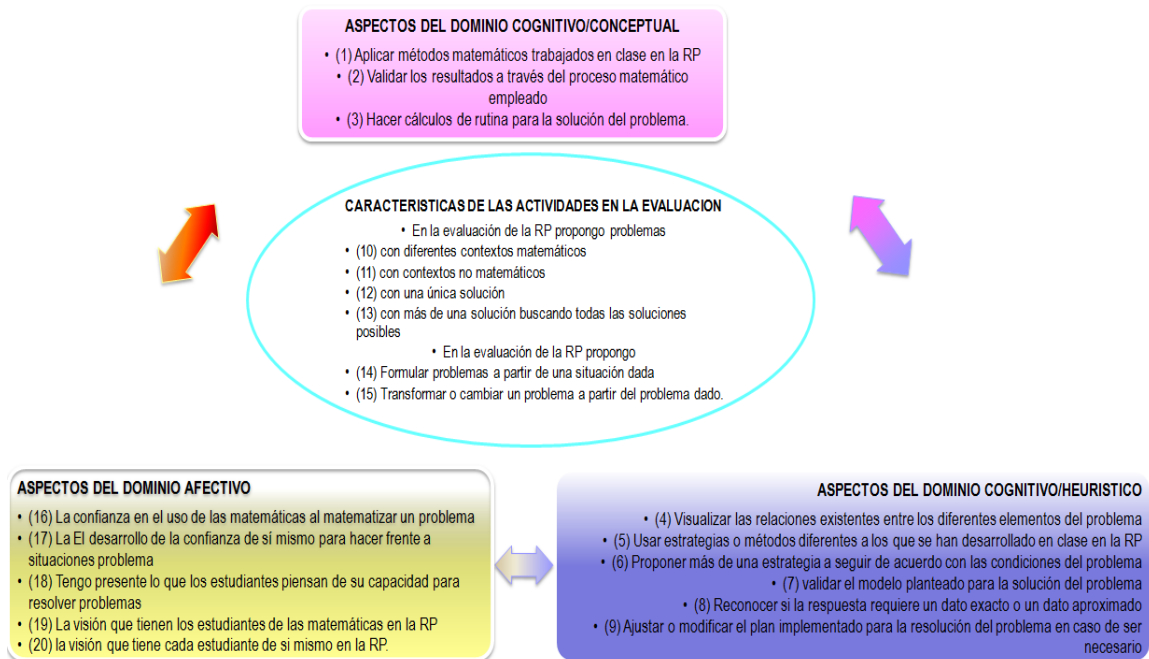 ASPECTOS DEL DOMINIO COGNITIVO/CONCEPTUAL
• (1) Aplicar métodos matemáticos trabajados en clase en la RP
• (2) Validar los resultados a través del proceso matemático
empleado
• (3) Hacer cálculos de rutina para la solución del problema.
CARACTERISTICAS DE LAS ACTIVIDADES EN LA EVALUACION
• En la evaluación de la RP propongo problemas
• (10) con diferentes contextos matemáticos
• (11) con contextos no matemáticos
• (12) con una única solución
• (13) con más de una solución buscando todas las soluciones
posibles
• En la evaluación de la RP propongo
• (14) Formular problemas a partir de una situación dada
• (15) Transformar o cambiar un problema a partir del problema dado.
ASPECTOS DEL DOMINIO AFECTIVO
• (16) La confianza en el uso de las matemáticas al matematizar un problema
• (17) La El desarrollo de la confianza de sí mismo para hacer frente a
situaciones problema
• (18) Tengo presente lo que los estudiantes piensan de su capacidad para
resolver problemas
• (19) La visión que tienen los estudiantes de las matemáticas en la RP
• (20) la visión que tiene cada estudiante de si mismo en la RP.
ASPECTOS DEL DOMINIO COGNITIVO/HEURISTICO
• (4) Visualizar las relaciones existentes entre los diferentes elementos del problema
• (5) Usar estrategias o métodos diferentes a los que se han desarrollado en clase en la RP
• (6) Proponer más de una estrategia a seguir de acuerdo con las condiciones del problema
• (7) validar el modelo planteado para la solución del problema
• (8) Reconocer si la respuesta requiere un dato exacto o un dato aproximado
• (9) Ajustar o modificar el plan implementado para la resolución del problema en caso de ser
necesario